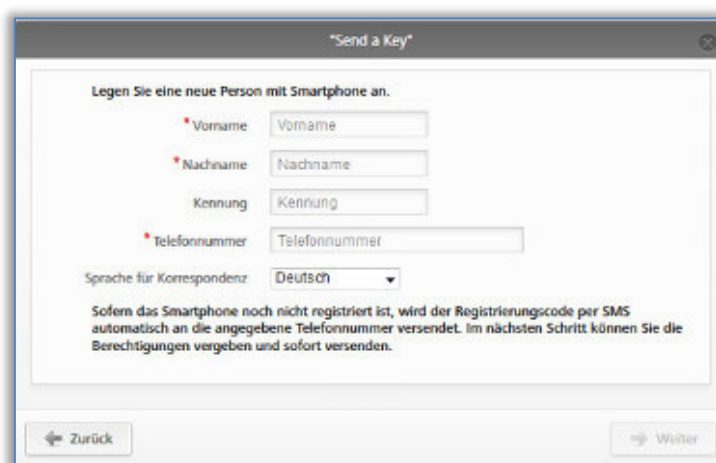 "Send a Key"
Legen Sie eine neue Person mit Smartphone an.
* Vorname Vorname
* Nachname Nachname
Kennung Kennung
* Telefonnummer Telefonnummer
Sprache für Korrespondenz Deutsch
Sofern das Smartphone noch nicht registriert ist, wird der Registrierungscode per SMS
automatisch an die angegebene Telefonnummer versendet. Im nächsten Schritt können Sie die
Berechtigungen vergeben und sofort versenden.
Zurück Weiter